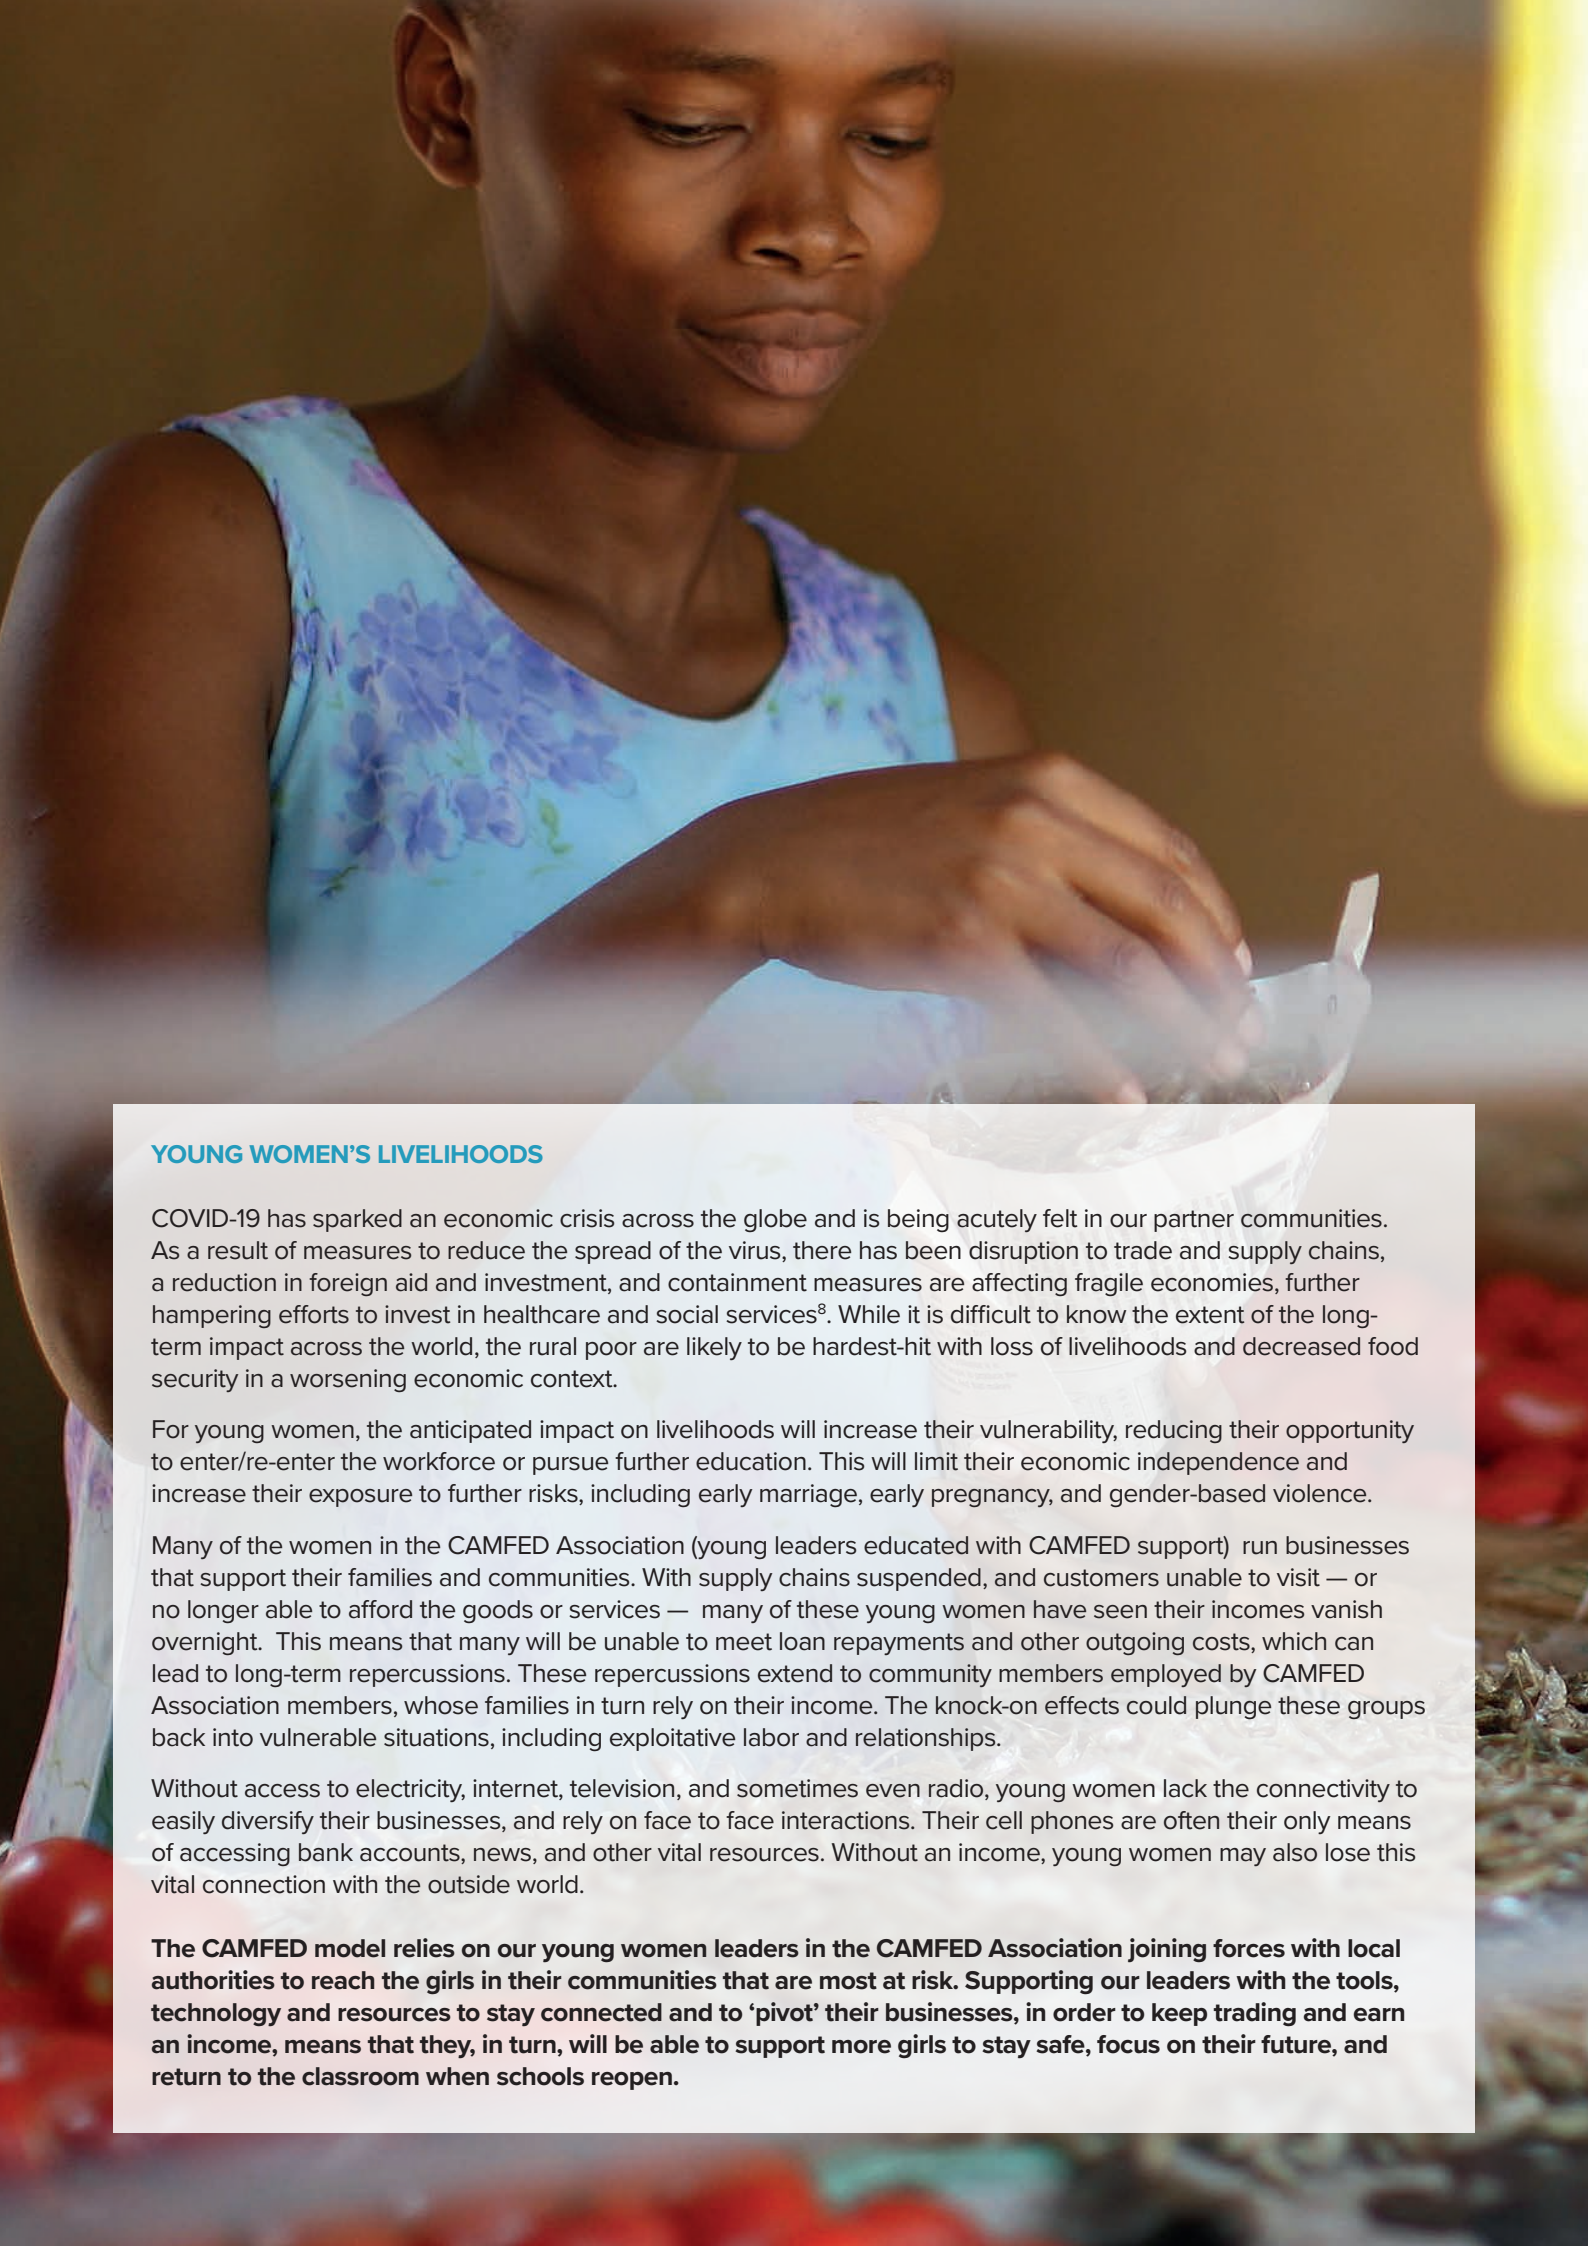 YOUNG WOMEN’S LIVELIHOODS
COVID-19 has sparked an economic crisis across the globe and is being acutely felt in our partner communities.
As a result of measures to reduce the spread of the virus, there has been disruption to trade and supply chains,
a reduction in foreign aid and investment, and containment measures are affecting fragile economies, further
hampering efforts to invest in healthcare and social services⁸. While it is difficult to know the extent of the long-
term impact across the world, the rural poor are likely to be hardest-hit with loss of livelihoods and decreased food
security in a worsening economic context.
For young women, the anticipated impact on livelihoods will increase their vulnerability, reducing their opportunity
to enter/re-enter the workforce or pursue further education. This will limit their economic independence and
increase their exposure to further risks, including early marriage, early pregnancy, and gender-based violence.
Many of the women in the CAMFED Association (young leaders educated with CAMFED support)  run businesses
that support their families and communities. With supply chains suspended, and customers unable to visit — or
no longer able to afford the goods or services —  many of these young women have seen their incomes vanish
overnight.  This means that many will be unable to meet loan repayments and other outgoing costs, which can
lead to long-term repercussions. These repercussions extend to community members employed by CAMFED
Association members, whose families in turn rely on their income. The knock-on effects could plunge these groups
back into vulnerable situations, including exploitative labor and relationships.
Without access to electricity, internet, television, and sometimes even radio, young women lack the connectivity to
easily diversify their businesses, and rely on face to face interactions. Their cell phones are often their only means
of accessing bank accounts, news, and other vital resources. Without an income, young women may also lose this
vital connection with the outside world.
The CAMFED model relies on our young women leaders in the CAMFED Association joining forces with local
authorities to reach the girls in their communities that are most at risk. Supporting our leaders with the tools,
technology and resources to stay connected and to ‘pivot’ their businesses, in order to keep trading and earn
an income, means that they, in turn, will be able to support more girls to stay safe, focus on their future, and
return to the classroom when schools reopen.